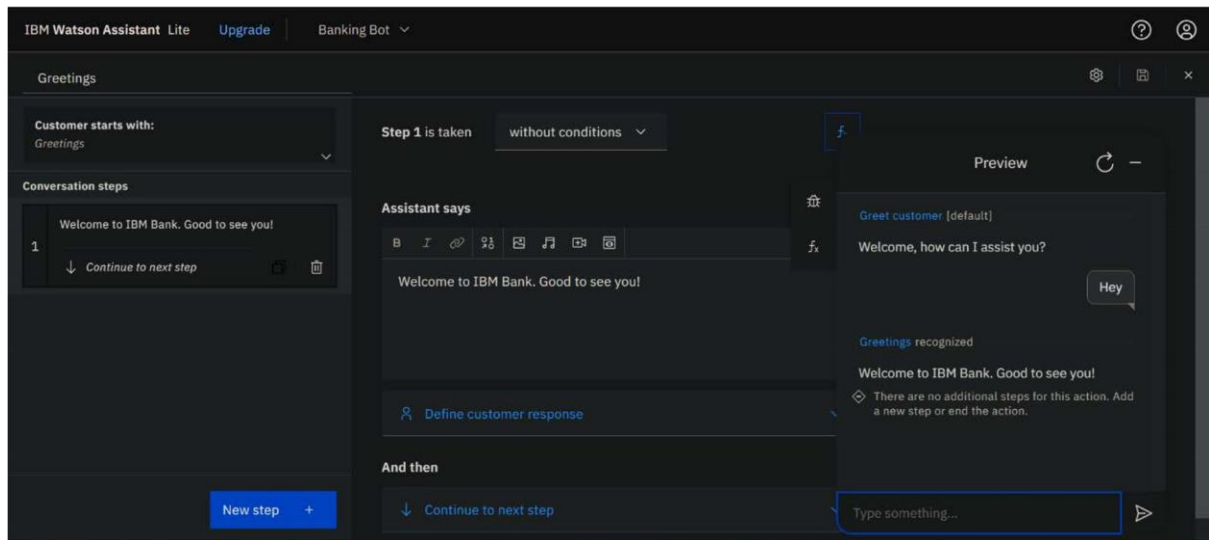 IBM Watson Assistant Lite Upgrade Banking Bot
Greetings
Customer starts with:
Greetings
Conversation steps
1
Welcome to IBM Bank. Good to see you!
Continue to next step
New step +
Step 1 is taken without conditions
Assistant says
B I
Welcome to IBM Bank. Good to see you!
Define customer response
And then
Continue to next step
fx
Preview
Greet customer [default]
Welcome, how can I assist you?
Hey
Greetings recognized
Welcome to IBM Bank. Good to see you!
There are no additional steps for this action. Add
a new step or end the action.
Type something...